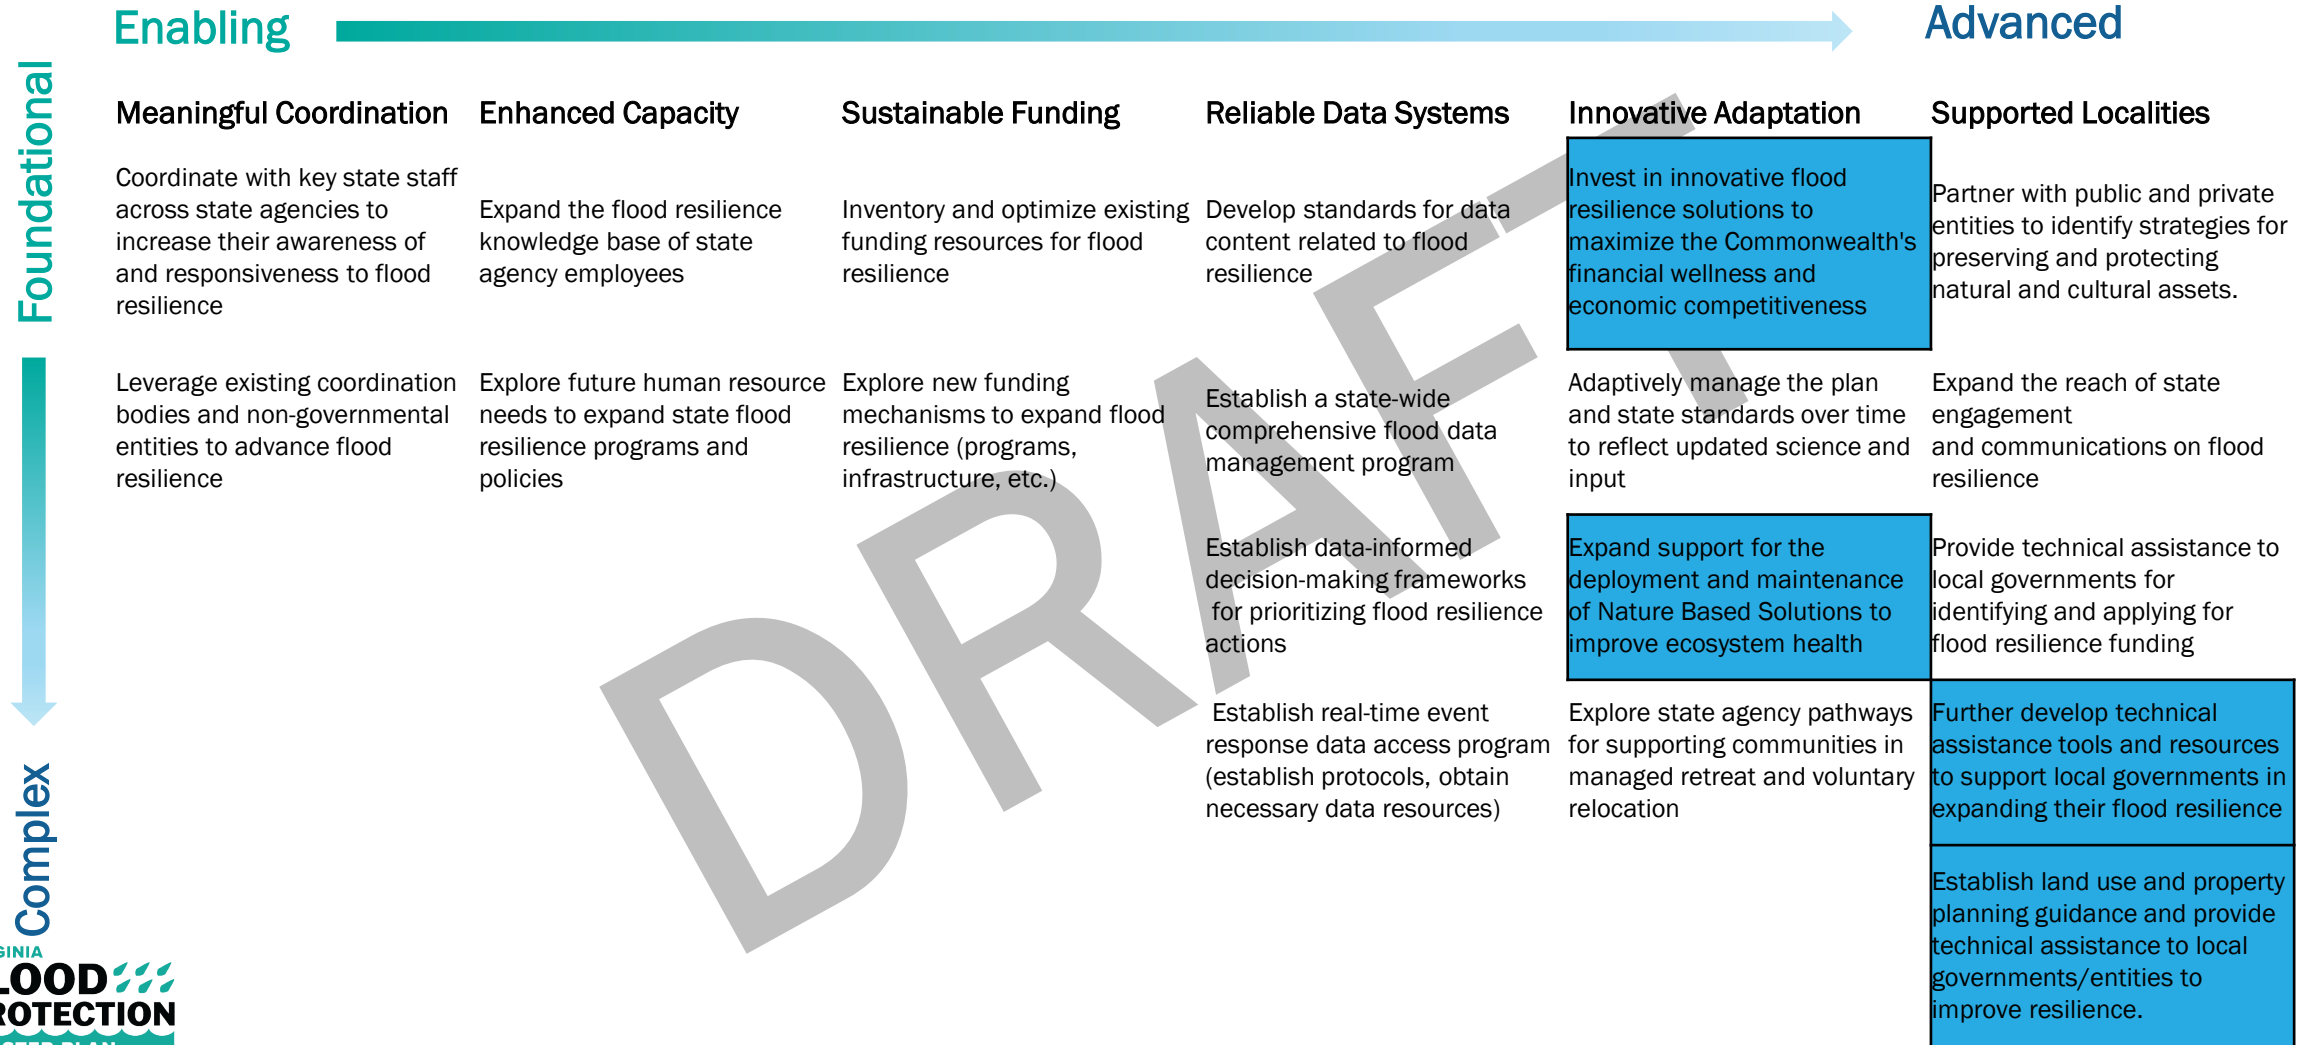 Enabling
Advanced
Foundational
Complex
Meaningful Coordination
Enhanced Capacity
Sustainable Funding
Reliable Data Systems
Innovative Adaptation
Supported Localities
Coordinate with key state staff
across state agencies to
increase their awareness of
and responsiveness to flood
resilience
Expand the flood resilience
knowledge base of state
agency employees
Inventory and optimize existing
funding resources for flood
resilience
Develop standards for data
content related to flood
resilience
Invest in innovative flood
resilience solutions to
maximize the Commonwealth's
financial wellness and
economic competitiveness
Partner with public and private
entities to identify strategies for
preserving and protecting
natural and cultural assets.
Leverage existing coordination
bodies and non-governmental
entities to advance flood
resilience
Explore future human resource
needs to expand state flood
resilience programs and
policies
Explore new funding
mechanisms to expand flood
resilience (programs,
infrastructure, etc.)
Establish a state-wide
comprehensive flood data
management program
Adaptively manage the plan
and state standards over time
to reflect updated science and
input
Expand the reach of state
engagement
and communications on flood
resilience
Establish data-informed
decision-making frameworks
for prioritizing flood resilience
actions
Expand support for the
deployment and maintenance
of Nature Based Solutions to
improve ecosystem health
Provide technical assistance to
local governments for
identifying and applying for
flood resilience funding
Establish real-time event
response data access program
(establish protocols, obtain
necessary data resources)
Explore state agency pathways
for supporting communities in
managed retreat and voluntary
relocation
Further develop technical
assistance tools and resources
to support local governments in
expanding their flood resilience
Establish land use and property
planning guidance and provide
technical assistance to local
governments/entities to
improve resilience.
DRAFT
GINIA
LOOD
ROTECTION